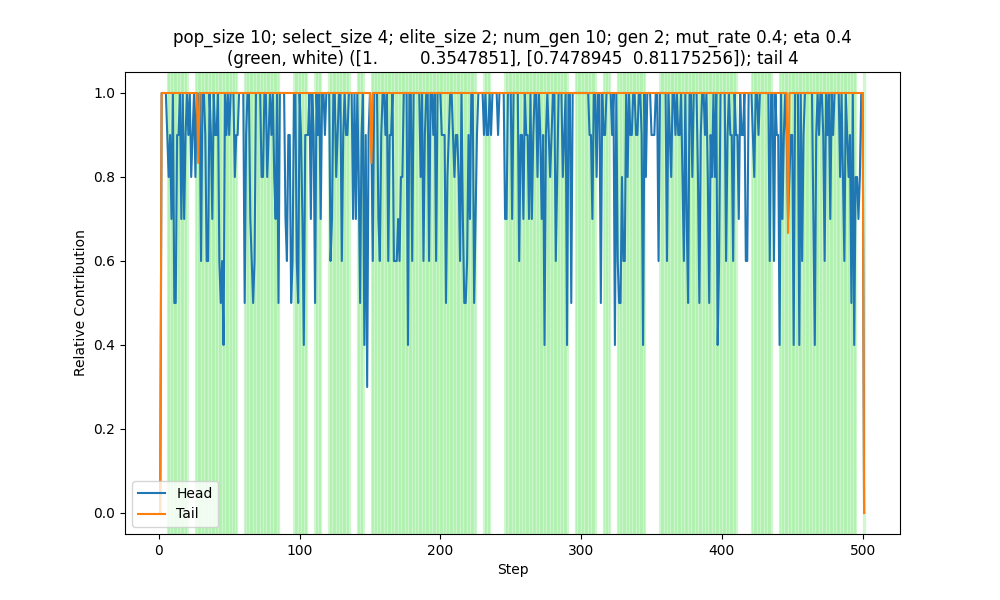 pop_size 10; select_size 4; elite_size 2; num_gen 10; gen 2; mut_rate 0.4; eta 0.4
(green, white) ([1.         0.3547851], [0.7478945  0.81175256]); tail 4
1.0
0.8
0.6
0.4
0.2
0.0
Relative Contribution
Head
Tail
0
100
200
300
400
500
Step